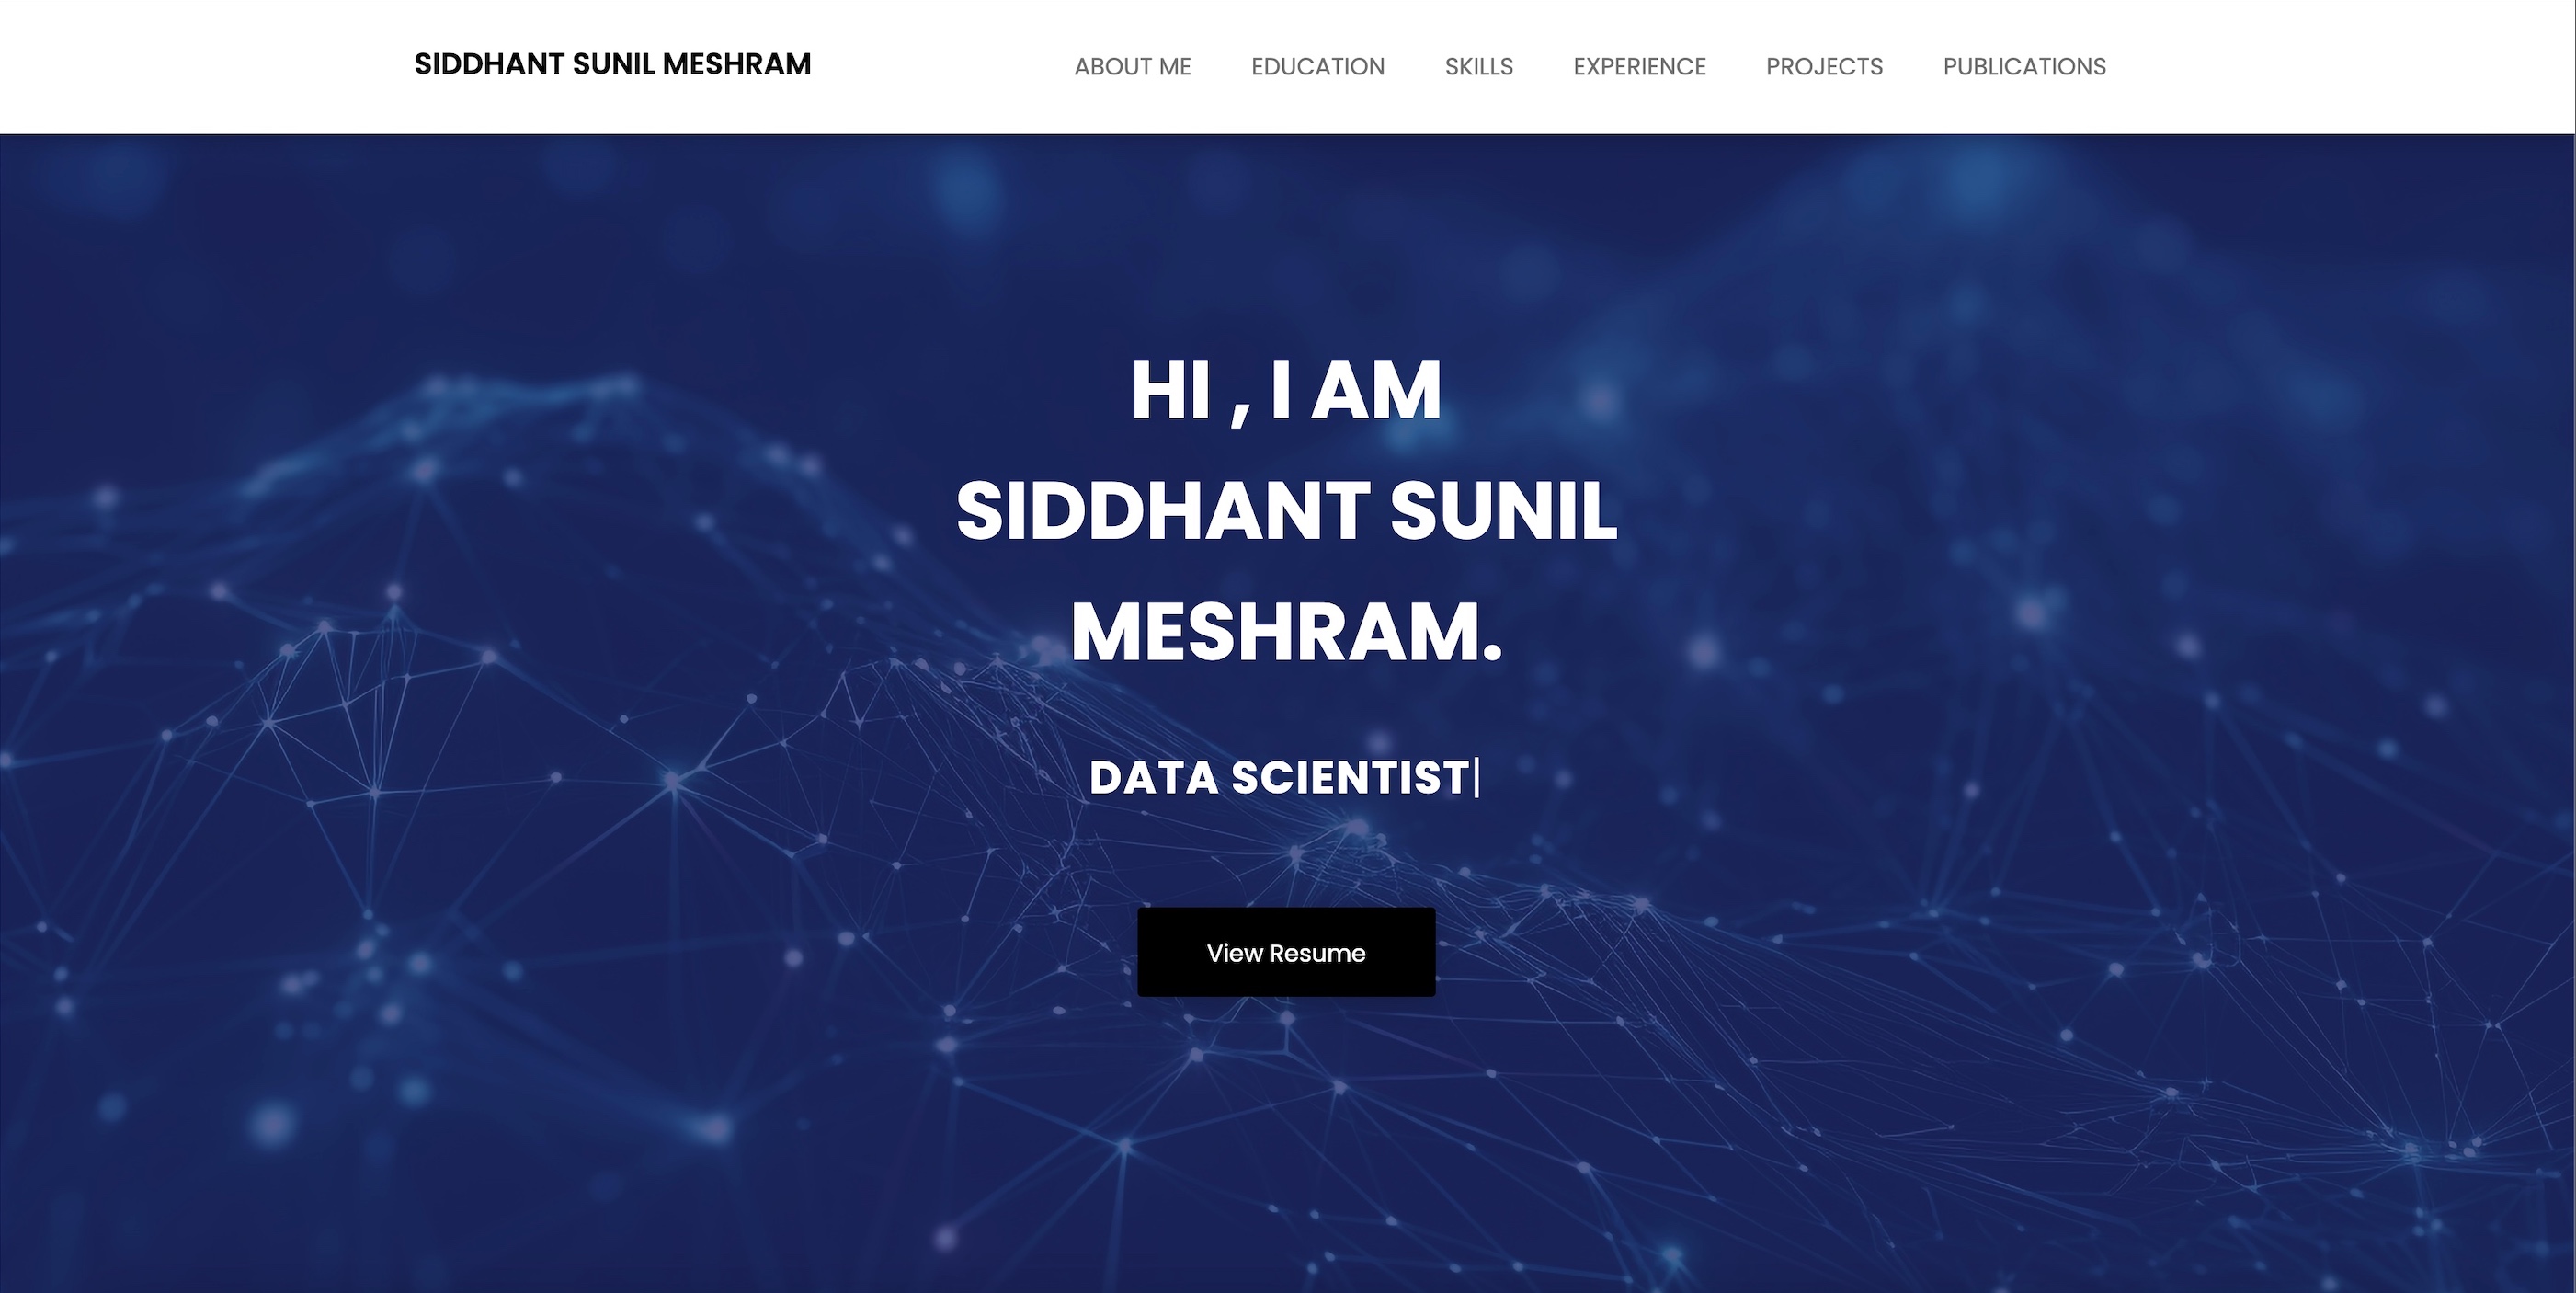 SIDDHANT SUNIL MESHRAM
ABOUT ME
EDUCATION
SKILLS
EXPERIENCE
PROJECTS
PUBLICATIONS
HI , I AM
SIDDHANT SUNIL
MESHRAM.
DATA SCIENTIST|
View Resume